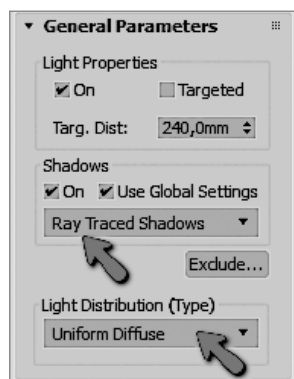 General Parameters
Light Properties
On Targeted
Targ. Dist: 240,0mm
Shadows
On Use Global Settings
Ray Traced Shadows
Exclude...
Light Distribution (Type)
Uniform Diffuse